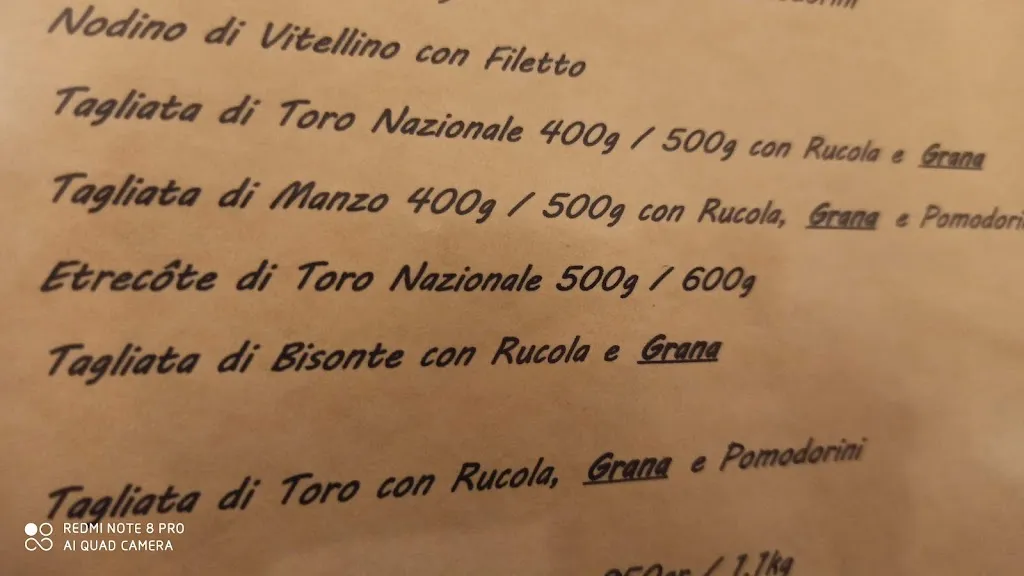 Nodino di Vitellino con Filetto
Tagliata di Toro Nazionale 400g / 500g con Rucola e Grana
Tagliata di Manzo 400g / 500g con Rucola, Grana e
Etrecôte di Toro Nazionale 500g / 600g
Tagliata di Bisonte con Rucola e Grana
Tagliata di Toro con Rucola, Grana e Pomodorini
/ 1,1kg
REDMI NOTE 8 PRO
AI QUAD CAMERA